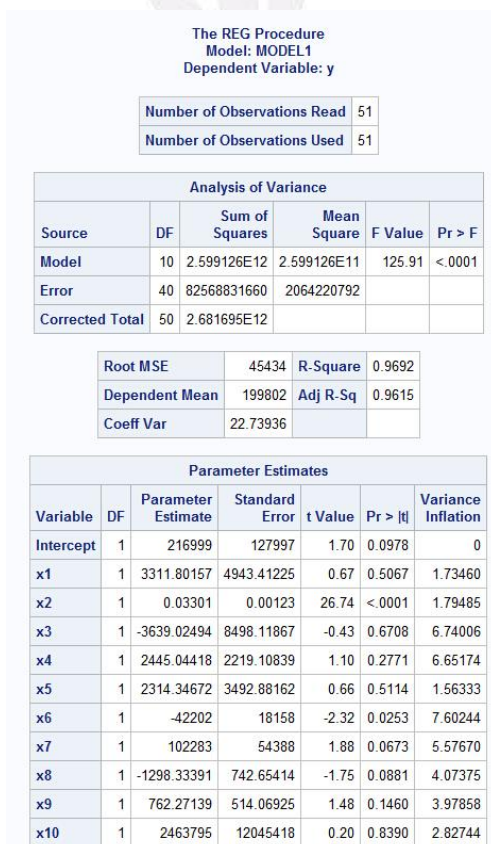 The REG Procedure
Model: MODEL1
Dependent Variable: y
Number of Observations Read 51
Number of Observations Used 51
Analysis of Variance
Source DF Sum of Squares Mean Square F Value Pr > F
Model 10 2.599126E12 2.599126E11 125.91 <.0001
Error 40 82568831660 2064220792
Corrected Total 50 2.681695E12
Root MSE 45434 R-Square 0.9692
Dependent Mean 199802 Adj R-Sq 0.9615
Coeff Var 22.73936
Parameter Estimates
Variable DF Parameter Estimate Standard Error t Value Pr > |t| Variance Inflation
Intercept 1 216999 127997 1.70 0.0978 0
x1 1 3311.80157 4943.41225 0.67 0.5067 1.73460
x2 1 0.03301 0.00123 26.74 <.0001 1.79485
x3 1 -3639.02494 8498.11867 -0.43 0.6708 6.74006
x4 1 2445.04418 2219.10839 1.10 0.2771 6.65174
x5 1 2314.34672 3492.88162 0.66 0.5114 1.56333
x6 1 -42202 18158 -2.32 0.0253 7.60244
x7 1 102283 54388 1.88 0.0673 5.57670
x8 1 -1298.33391 742.65414 -1.75 0.0881 4.07375
x9 1 762.27139 514.06925 1.48 0.1460 3.97858
x10 1 2463795 12045418 0.20 0.8390 2.82744